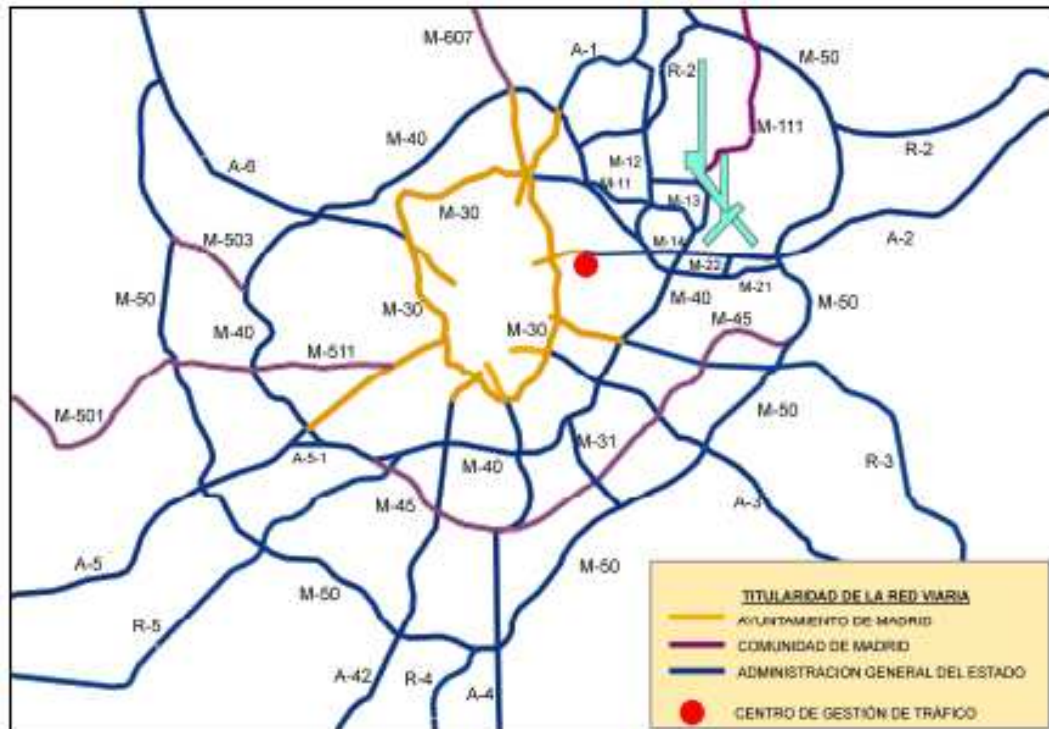 M-607
A-1
M-50
R-2
M-40
M-111
A-6
M-12
R-2
M-11
M-30
M-13
M-503
M-14
A-2
M-22
M-50
M-21
M-40
M-50
M-30
M-45
M-40
M-30
M-511
M-501
M-50
M-31
A-5-1
M-40
R-3
M-45
A-3
A-5
M-50
M-50
R-5
A-42
R-4
A-4
TITULARIDAD DE LA RED VIARIA
AYUNTAMIENTO DE MADRID
COMUNIDAD DE MADRID
ADMINISTRACION GENERAL DEL ESTADO
CENTRO DE GESTIÓN DE TRÁFICO